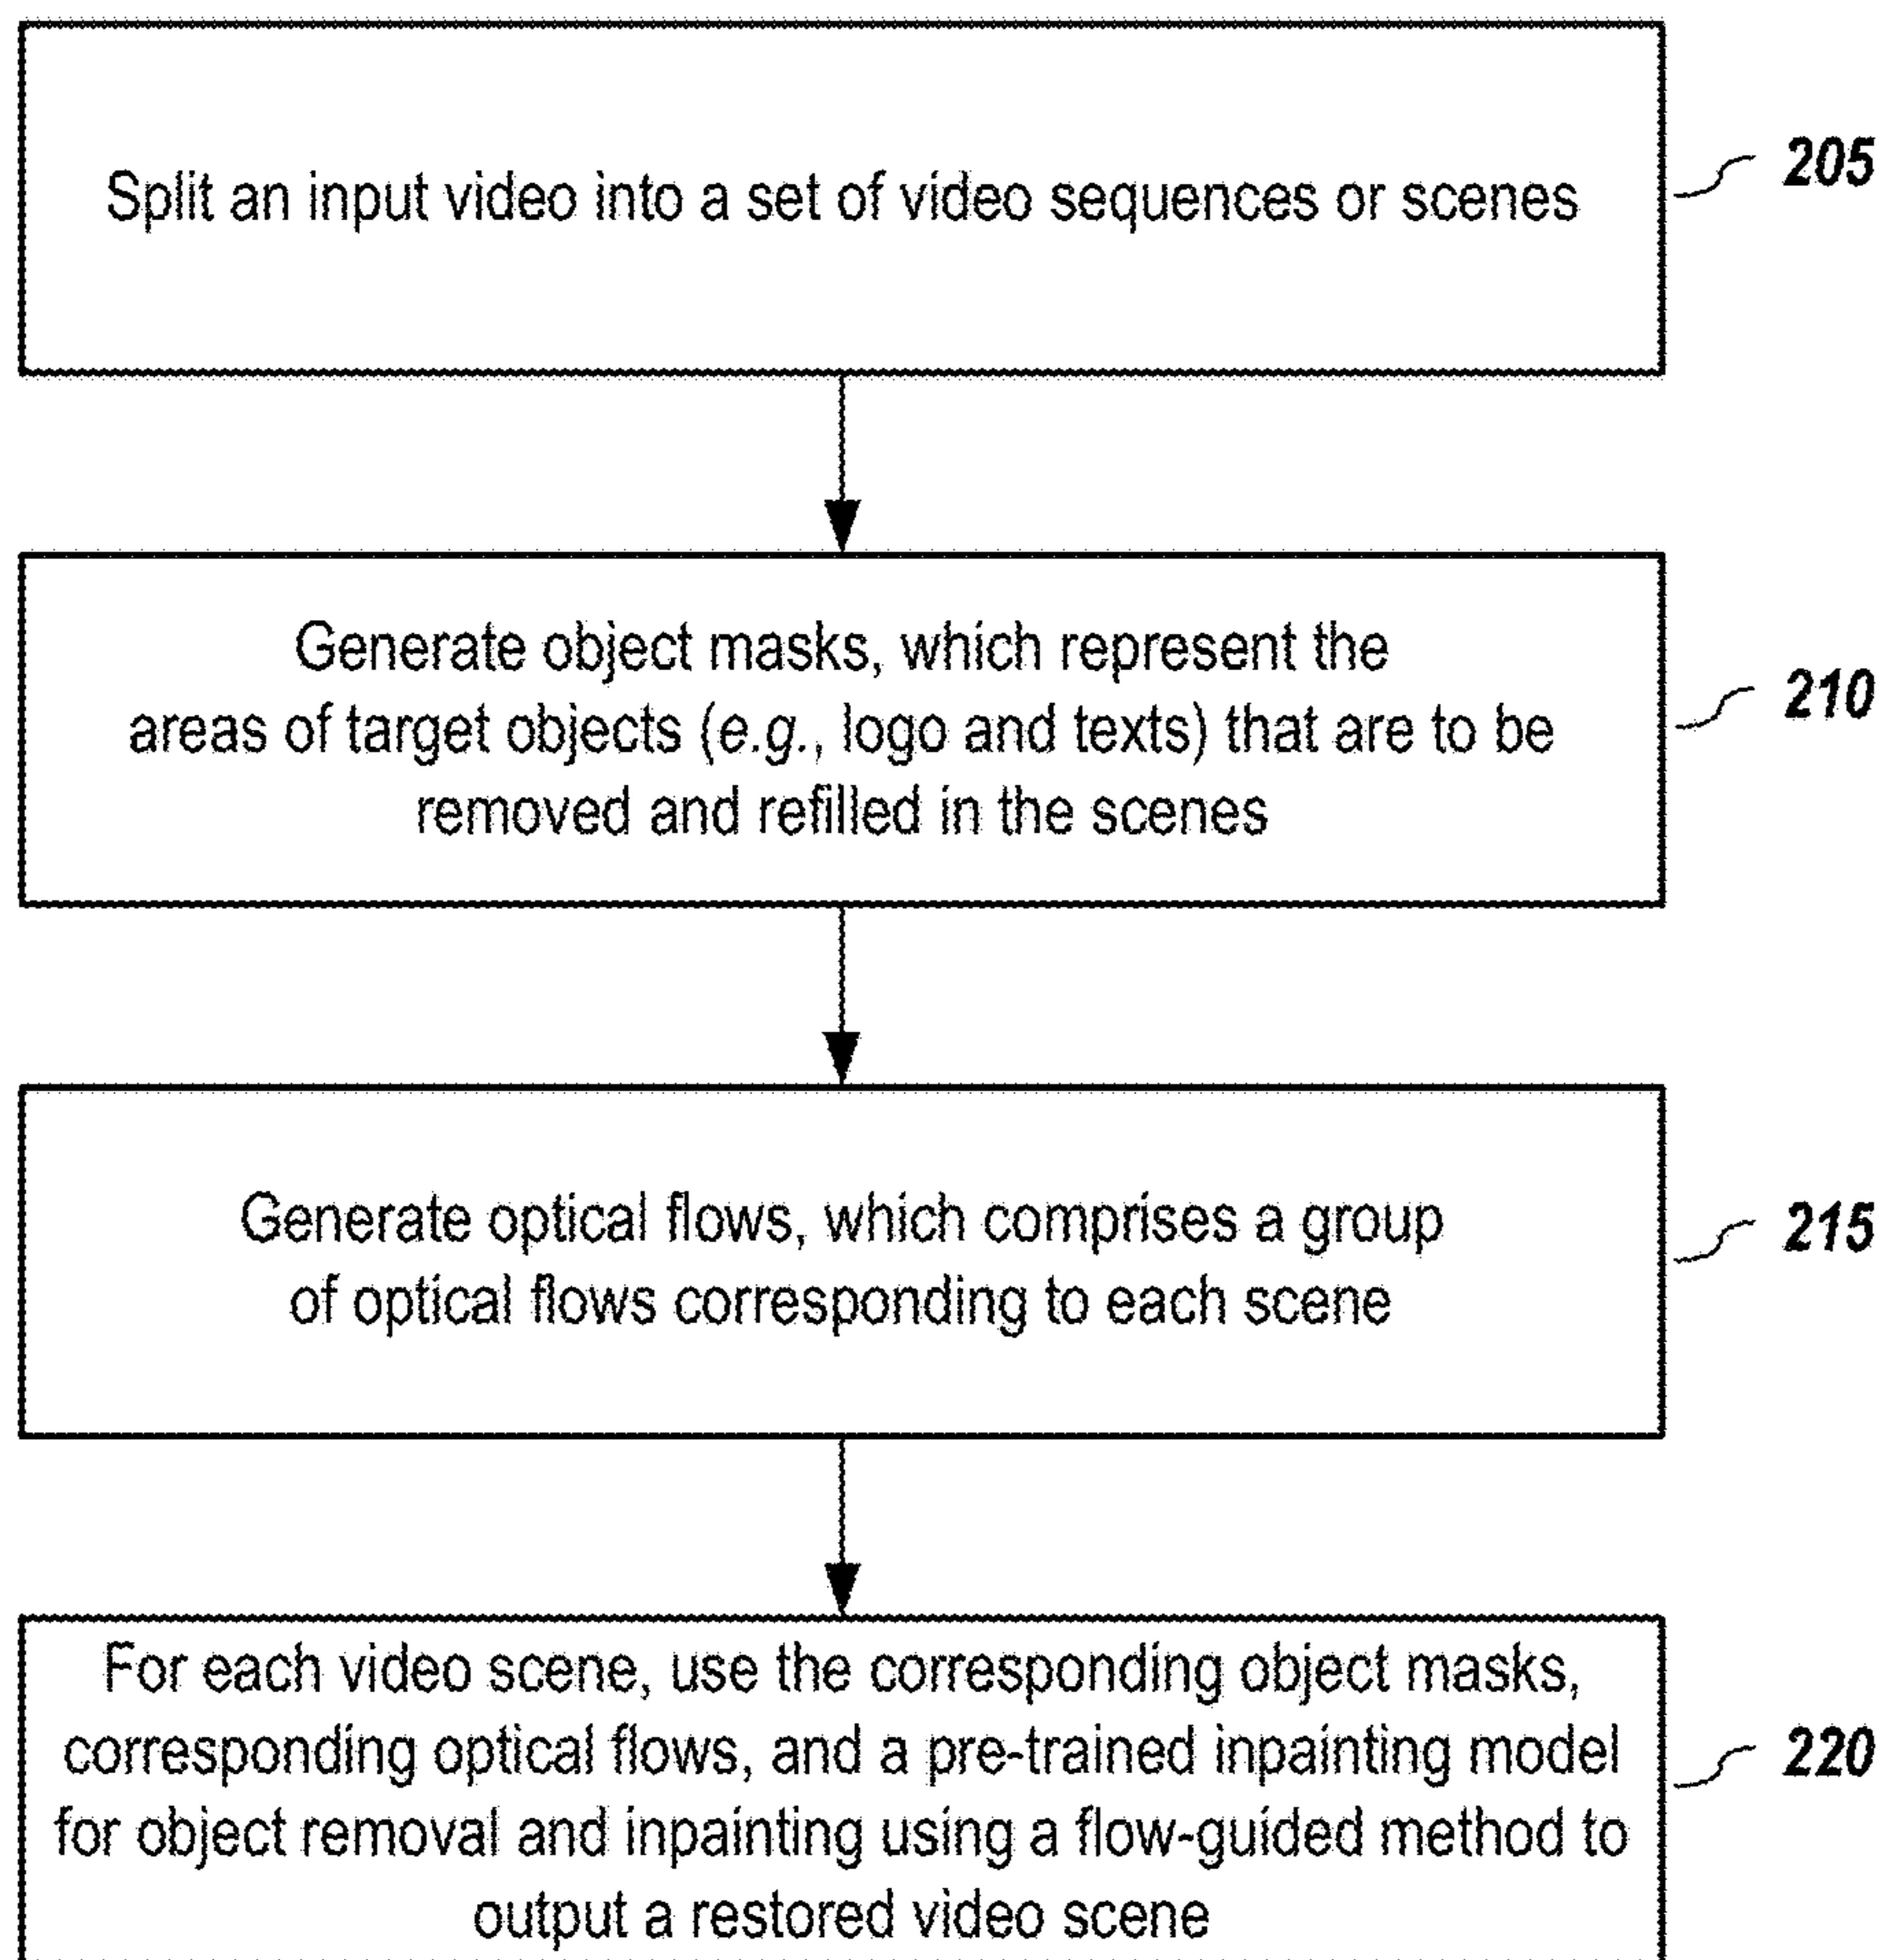 Split an input video into a set of video sequences or scenes
205
Generate object masks, which represent the
areas of target objects (e.g., logo and texts) that are to be
removed and refilled in the scenes
210
Generate optical flows, which comprises a group
of optical flows corresponding to each scene
215
For each video scene, use the corresponding object masks,
corresponding optical flows, and a pre-trained inpainting model
for object removal and inpainting using a flow-guided method to
output a restored video scene
220